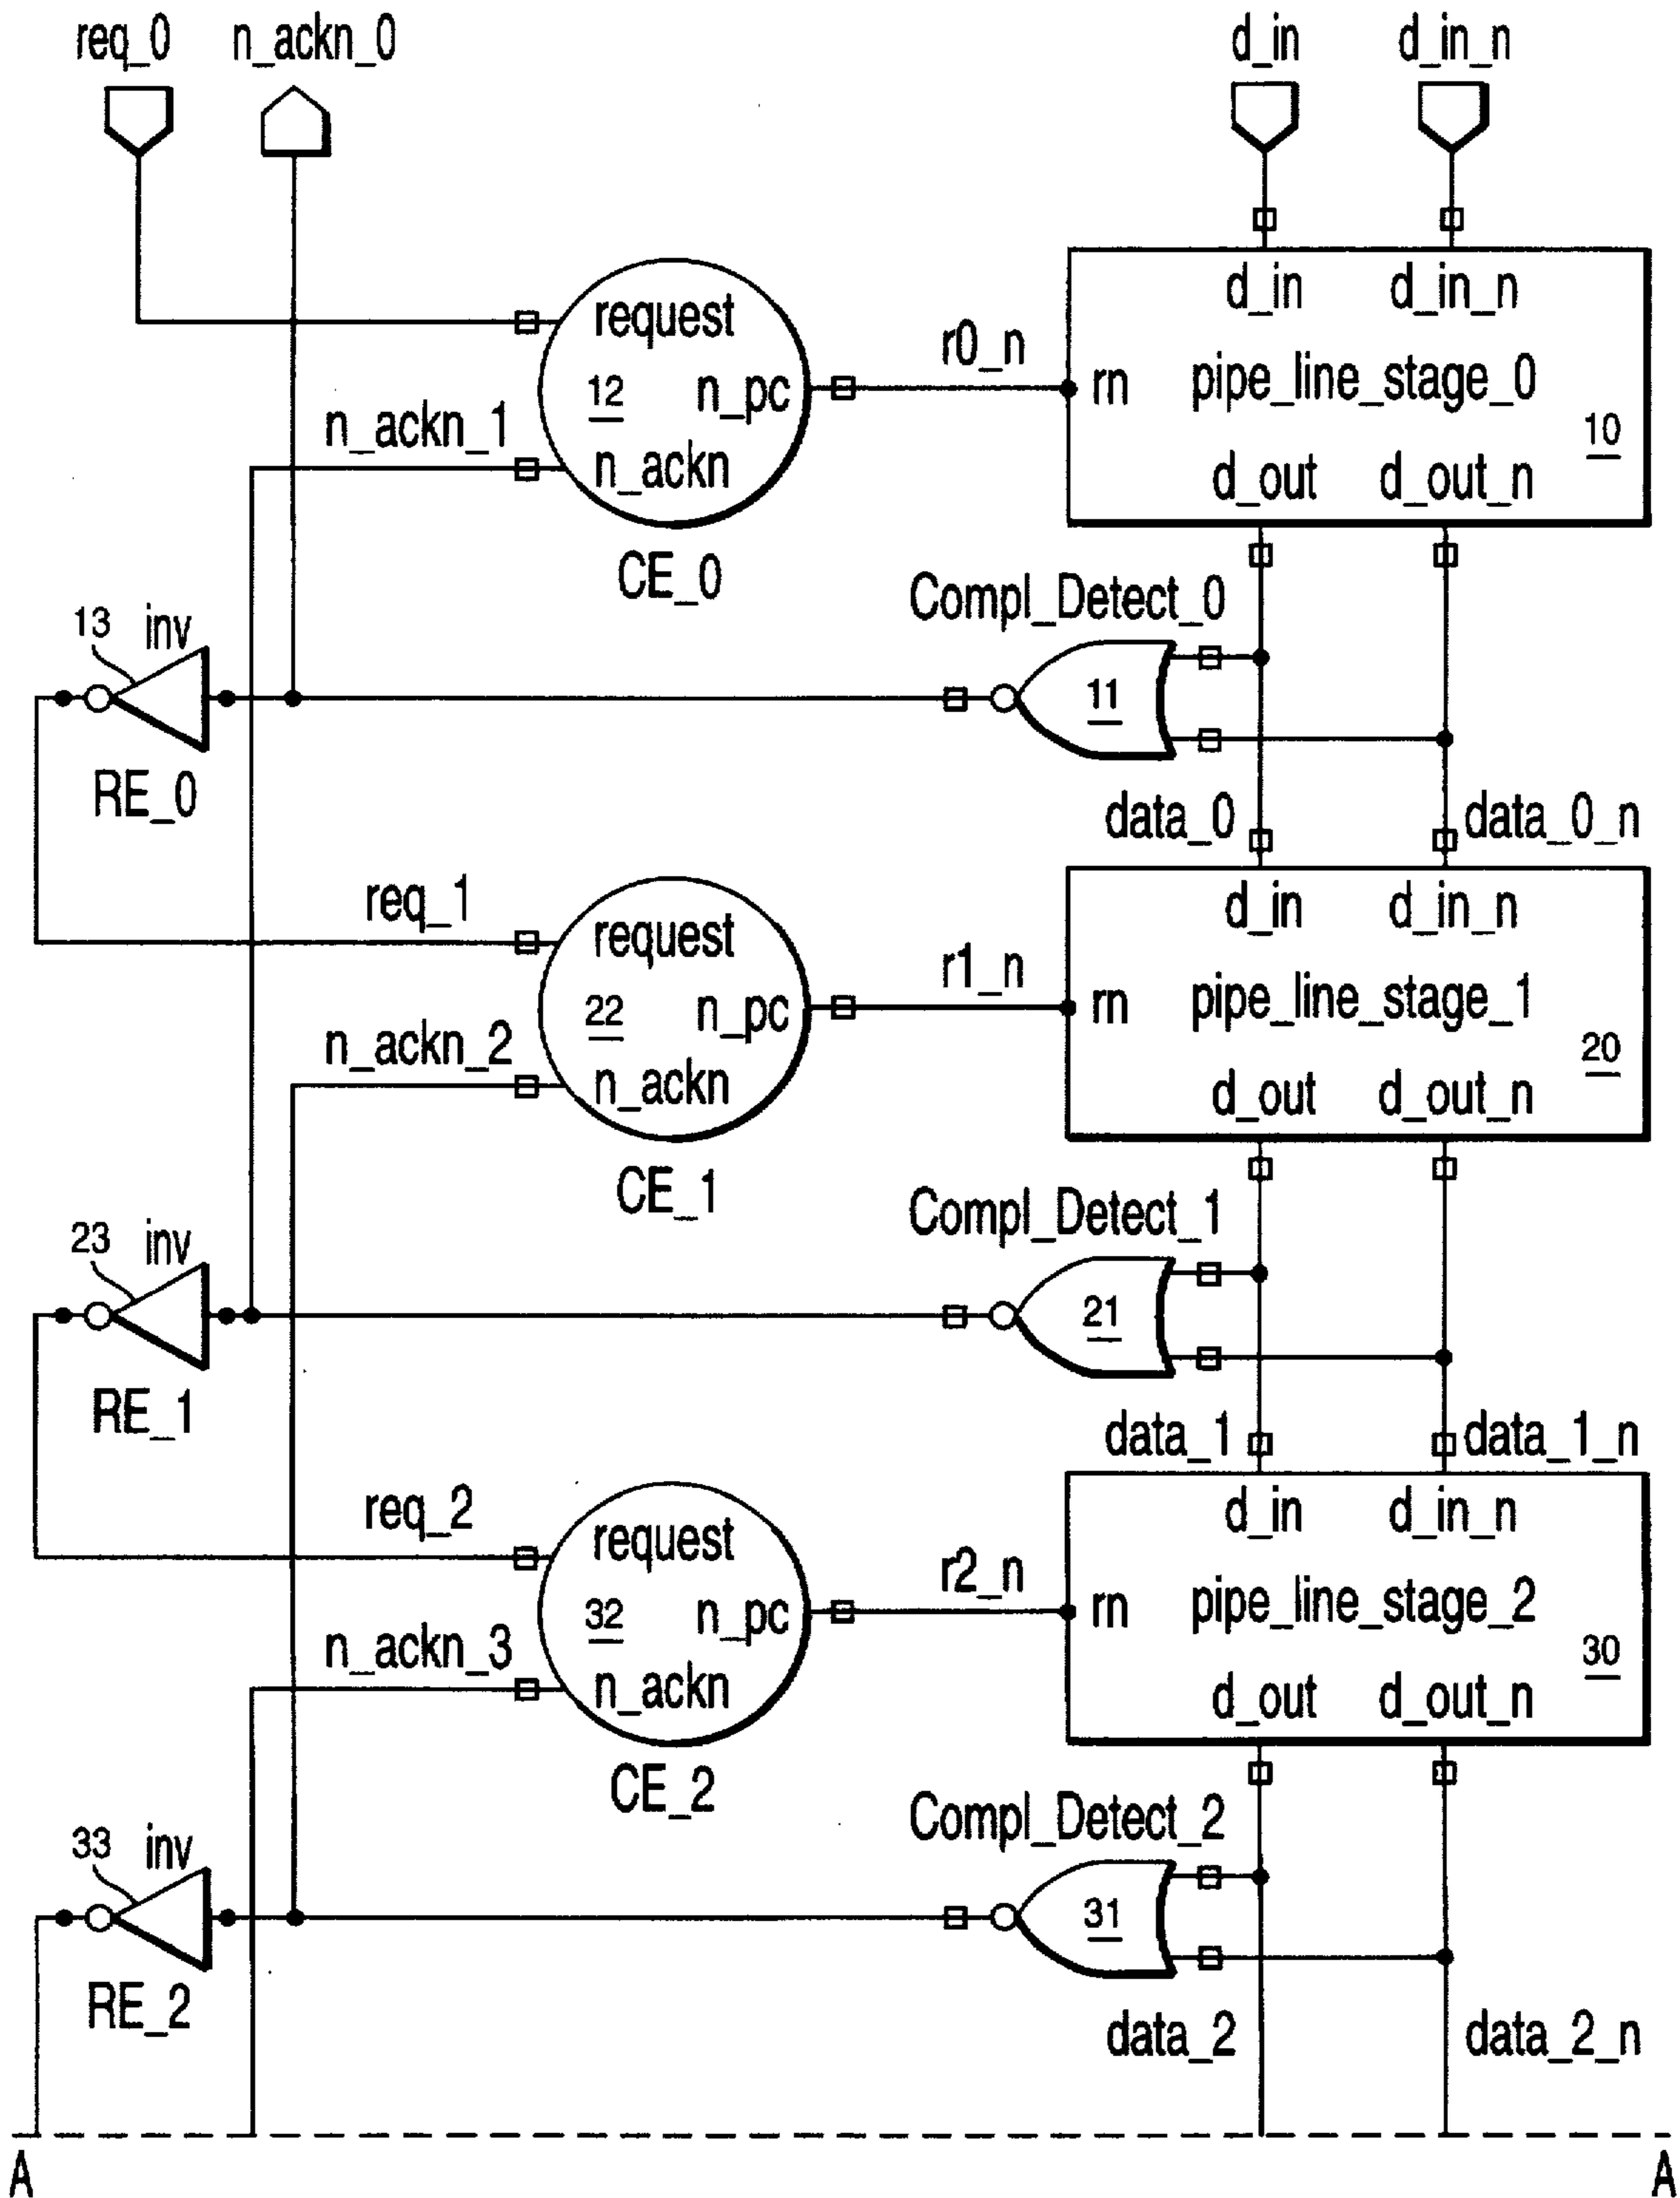 req_0 n_ackn_0 d_in d_in_n
request
12 n_pc
n_ackn_1
n_ackn
CE_0
r0_n
d_in d_in_n
rn pipe_line_stage_0
10
d_out d_out_n
Compl_Detect_0
13 inv
11
RE_0
data_0 data_0_n
req_1
request
22 n_pc
n_ackn_2
n_ackn
CE_1
r1_n
d_in d_in_n
rn pipe_line_stage_1
20
d_out d_out_n
Compl_Detect_1
23 inv
21
RE_1
data_1 data_1_n
req_2
request
32 n_pc
n_ackn_3
n_ackn
CE_2
r2_n
d_in d_in_n
rn pipe_line_stage_2
30
d_out d_out_n
Compl_Detect_2
33 inv
31
RE_2
data_2 data_2_n
A A